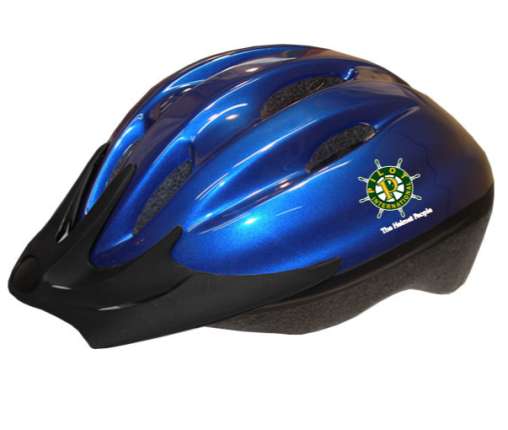 PILOT
P
INTERNATIONAL
The Helmet People